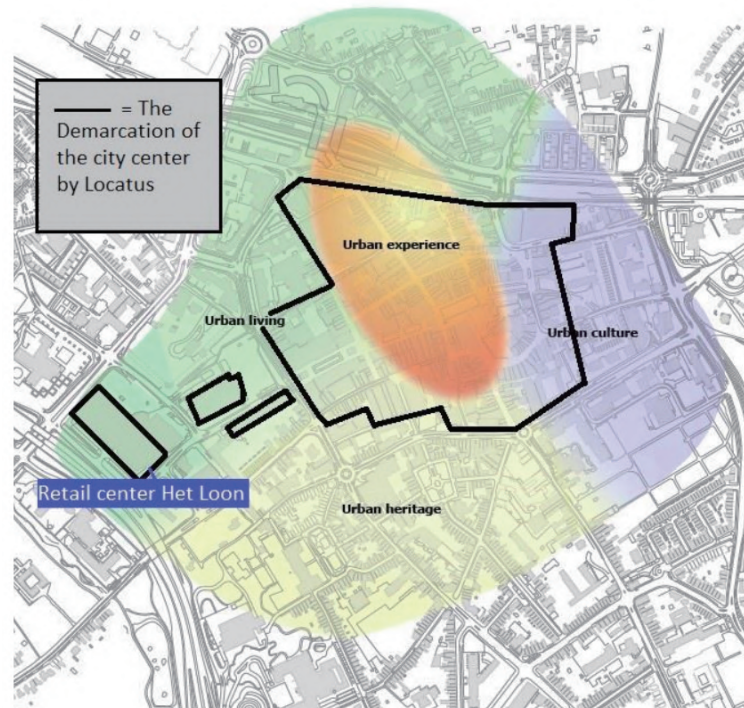 = The
Demarcation of
the city center
by Locatus
Urban experience
Urban living
Urban culture
Retail center Het Loon
Urban heritage